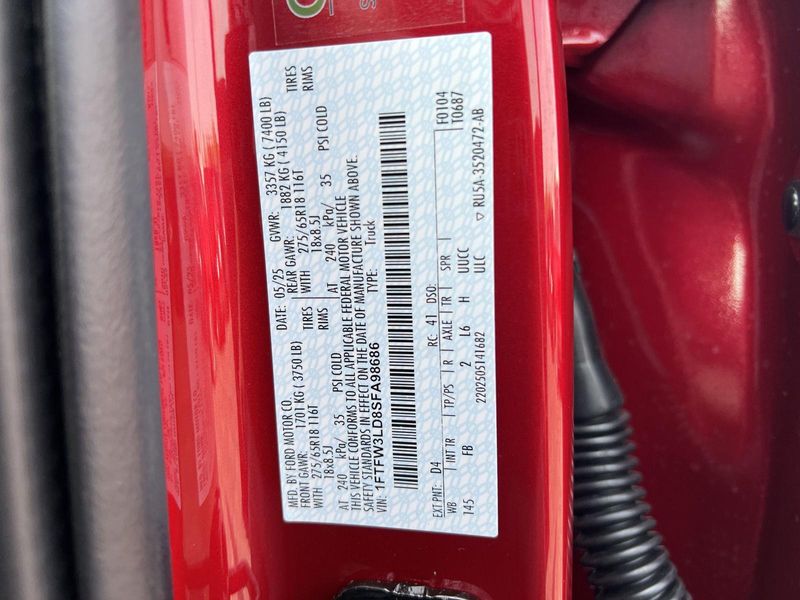 MFD. BY FORD MOTOR CO.
DATE: 05/25 GVWR: 3357 KG ( 7400 LB)
FRONT GAWR: 1701 KG ( 3750 LB) REAR GAWR: 1882 KG ( 4150 LB)
WITH 275/65R18 116T TIRES WITH 275/65R18 116T TIRES
18x8.5J RIMS 18x8.5J RIMS
AT 240 kPa/ 35 PSI COLD AT 240 kPa/ 35 PSI COLD
THIS VEHICLE CONFORMS TO ALL APPLICABLE FEDERAL MOTOR VEHICLE
SAFETY STANDARDS IN EFFECT ON THE DATE OF MANUFACTURE SHOWN ABOVE.
VIN: 1FTFW3LD8SFA98686 TYPE: Truck
F0104
T0687
EXT PNT: D4 RC: 41 DSO:
WB INT TR TP/PS R AXLE TR SPR
145 FB 2 L6 H UUCC
ULC
2202505141682
▽ RU5A-3520472-AB